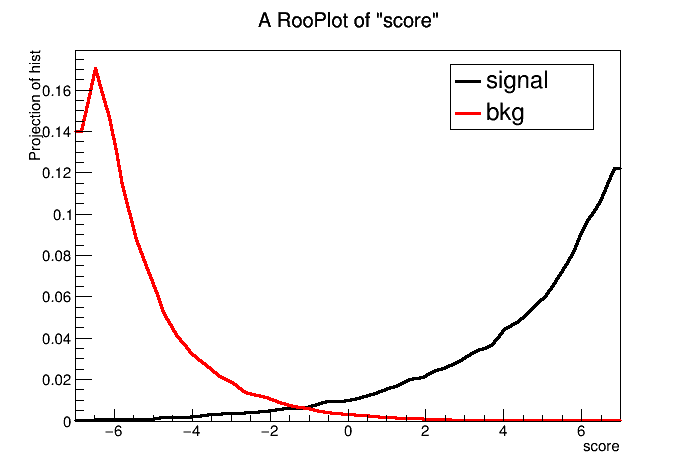 A RooPlot of "score"
Projection of hist
signal
bkg
0.16
0.14
0.12
0.1
0.08
0.06
0.04
0.02
0
−6 −4 −2 0 2 4 6
score